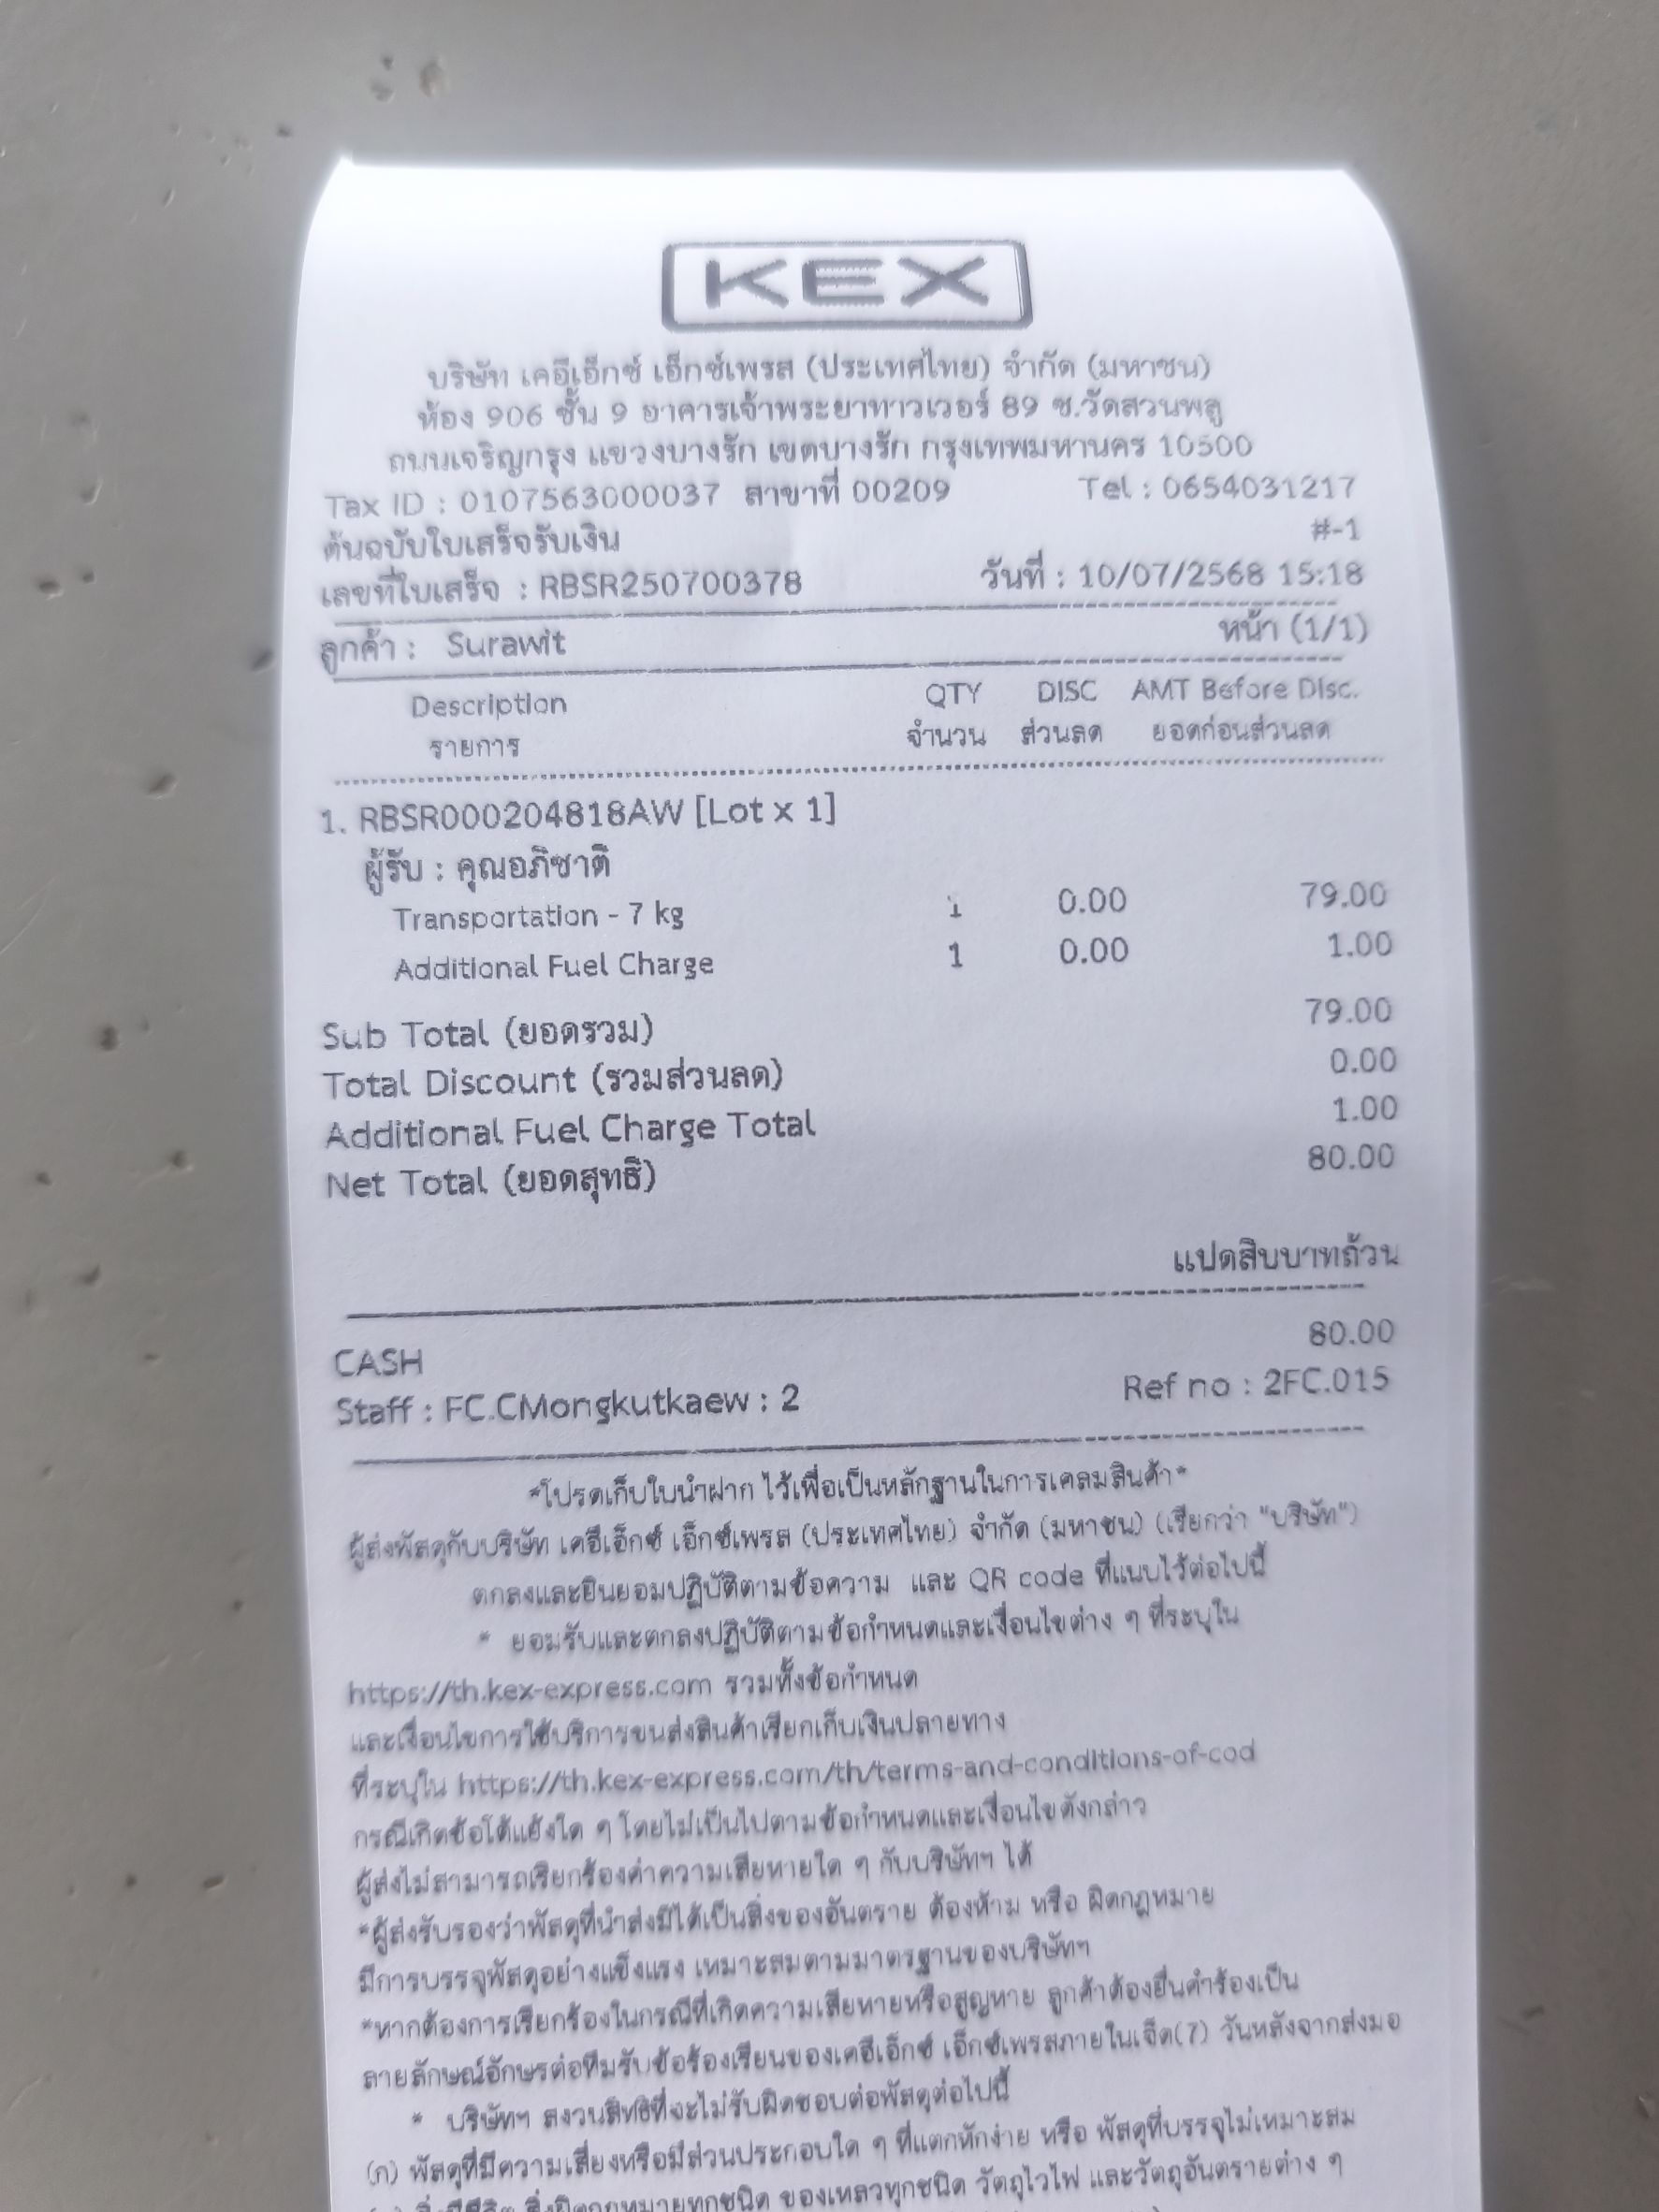 KEX
บริษัท เคอีเอ็กซ์ เอ็กซ์เพรส (ประเทศไทย) จำกัด (มหาชน)
ห้อง 906 ชั้น 9 อาคารเจ้าพระยาทาวเวอร์ 89 ซ.วัดสวนพลู
ถนนเจริญกรุง แขวงบางรัก เขตบางรัก กรุงเทพมหานคร 10500
Tax ID : 0107563000037 สาขาที่ 00209 Tel : 0654031217
ต้นฉบับใบเสร็จรับเงิน #-1
เลขที่ใบเสร็จ : RBSR250700378 วันที่ : 10/07/2568 15:18
ลูกค้า : Surawit หน้า (1/1)
Description QTY DISC AMT Before Disc.
รายการ จำนวน ส่วนลด ยอดก่อนส่วนลด
1. RBSR000204818AW [Lot x 1]
ผู้รับ : คุณอภิชาติ
Transportation - 7 kg 1 0.00 79.00
Additional Fuel Charge 1 0.00 1.00
Sub Total (ยอดรวม) 79.00
Total Discount (รวมส่วนลด) 0.00
Additional Fuel Charge Total 1.00
Net Total (ยอดสุทธิ) 80.00
แปดสิบบาทถ้วน
CASH 80.00
Staff : FC.CMongkutkaew : 2 Ref no : 2FC.015
*โปรดเก็บใบนำฝาก ไว้เพื่อเป็นหลักฐานในการเคลมสินค้า*
ผู้ส่งพัสดุกับบริษัท เคอีเอ็กซ์ เอ็กซ์เพรส (ประเทศไทย) จำกัด (มหาชน) (เรียกว่า "บริษัท")
ตกลงและยินยอมปฏิบัติตามข้อความ และ QR code ที่แนบไว้ต่อไปนี้
* ยอมรับและตกลงปฏิบัติตามข้อกำหนดและเงื่อนไขต่าง ๆ ที่ระบุใน
https://th.kex-express.com รวมทั้งข้อกำหนด
และเงื่อนไขการใช้บริการขนส่งสินค้าเรียกเก็บเงินปลายทาง
ที่ระบุใน https://th.kex-express.com/th/terms-and-conditions-of-cod
กรณีเกิดข้อโต้แย้งใด ๆ โดยไม่เป็นไปตามข้อกำหนดและเงื่อนไขดังกล่าว
ผู้ส่งไม่สามารถเรียกร้องค่าความเสียหายใด ๆ กับบริษัทฯ ได้
*ผู้ส่งรับรองว่าพัสดุที่นำส่งมิได้เป็นสิ่งของอันตราย ต้องห้าม หรือ ผิดกฎหมาย
มีการบรรจุพัสดุอย่างแข็งแรง เหมาะสมตามมาตรฐานของบริษัทฯ
*หากต้องการเรียกร้องในกรณีที่เกิดความเสียหายหรือสูญหาย ลูกค้าต้องยื่นคำร้องเป็น
ลายลักษณ์อักษรต่อทีมรับข้อร้องเรียนของเคอีเอ็กซ์ เอ็กซ์เพรสภายในเจ็ด(7) วันหลังจากส่งมอ
* บริษัทฯ สงวนสิทธิที่จะไม่รับผิดชอบต่อพัสดุต่อไปนี้
(ก) พัสดุที่มีความเสี่ยงหรือมีส่วนประกอบใด ๆ ที่แตกหักง่าย หรือ พัสดุที่บรรจุไม่เหมาะสม
สิ่งผิดกฎหมายทุกชนิด ของเหลวทุกชนิด วัตถุไวไฟ และวัตถุอันตรายต่าง ๆ